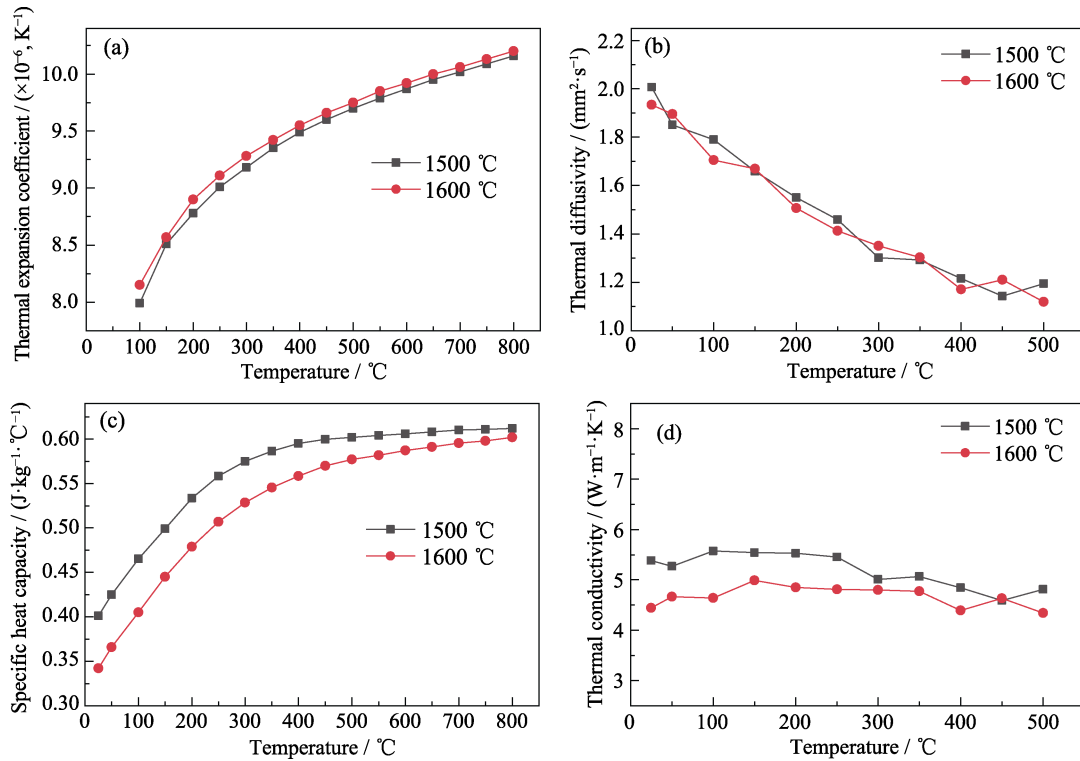 (a)
Thermal expansion coefficient / (×10⁻⁶, K⁻¹)
10.0
9.5
9.0
8.5
8.0
1500 ℃
1600 ℃
0 100 200 300 400 500 600 700 800
Temperature / ℃
(b)
Thermal diffusivity / (mm²·s⁻¹)
2.2
2.0
1.8
1.6
1.4
1.2
1.0
1500 ℃
1600 ℃
0 100 200 300 400 500
Temperature / ℃
(c)
Specific heat capacity / (J·kg⁻¹·℃⁻¹)
0.60
0.55
0.50
0.45
0.40
0.35
0.30
1500 ℃
1600 ℃
0 100 200 300 400 500 600 700 800
Temperature / ℃
(d)
Thermal conductivity / (W·m⁻¹·K⁻¹)
8
7
6
5
4
3
1500 ℃
1600 ℃
0 100 200 300 400 500
Temperature / ℃